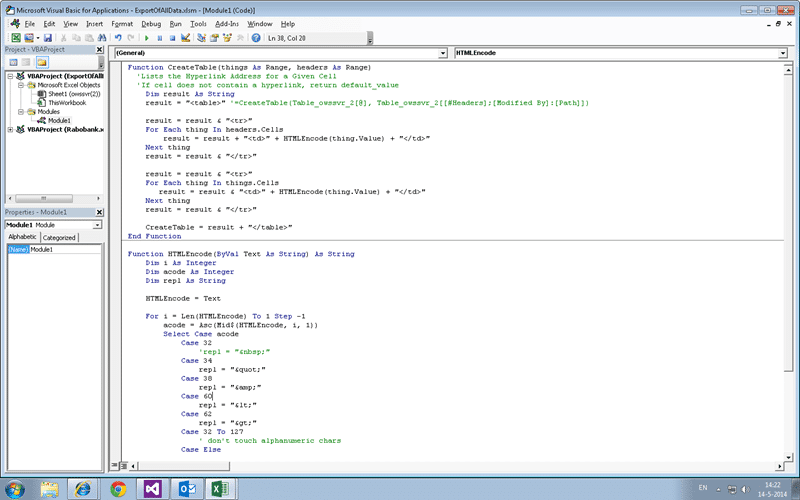 Microsoft Visual Basic for Applications - ExportOfAllData.xlsm - [Module1 (Code)]
File Edit View Insert Format Debug Run Tools Add-Ins Window Help
Ln 38, Col 28
Project - VBAProject
VBAProject (ExportOfAll
Microsoft Excel Objects
Sheet1 (owssvr(2))
ThisWorkbook
Modules
Module1
VBAProject (Rabobank.x
Properties - Module1
Module1 Module
Alphabetic Categorized
(Name) Module1
(General) HTMLEncode
Function CreateTable(things As Range, headers As Range)
'Lists the Hyperlink Address for a Given Cell
'If cell does not contain a hyperlink, return default_value
Dim result As String
result = "<table>" '=CreateTable(Table_owssvr_2[@], Table_owssvr_2[[#Headers];[Modified By]:[Path]])
result = result & "<tr>"
For Each thing In headers.Cells
result = result + "<td>" + HTMLEncode(thing.Value) + "</td>"
Next thing
result = result & "</tr>"
result = result & "<tr>"
For Each thing In things.Cells
result = result & "<td>" + HTMLEncode(thing.Value) + "</td>"
Next thing
result = result & "</tr>"
CreateTable = result + "</table>"
End Function
Function HTMLEncode(ByVal Text As String) As String
Dim i As Integer
Dim acode As Integer
Dim repl As String
HTMLEncode = Text
For i = Len(HTMLEncode) To 1 Step -1
acode = Asc(Mid$(HTMLEncode, i, 1))
Select Case acode
Case 32
'repl = "&nbsp;"
Case 34
repl = "&quot;"
Case 38
repl = "&amp;"
Case 60
repl = "&lt;"
Case 62
repl = "&gt;"
Case 32 To 127
' don't touch alphanumeric chars
Case Else
EN
14:22
14-5-2014